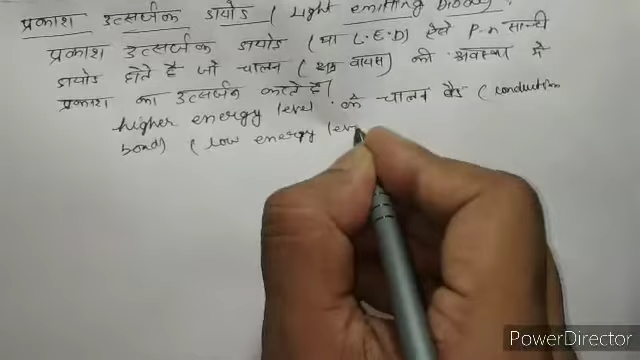 प्रकाश उत्सर्जक डायोड ( Light emitting Diode) :
प्रकाश उत्सर्जक डायोड (या L.E.D) ऐसे P-n सन्धी
डायोड होते है जो चालन ( अग्र वायस) की अवस्था मे
प्रकाश का उत्सर्जन करते है।
higher energy level. के चालन बैंड ( conduction
band) ( low energy lev
PowerDirector